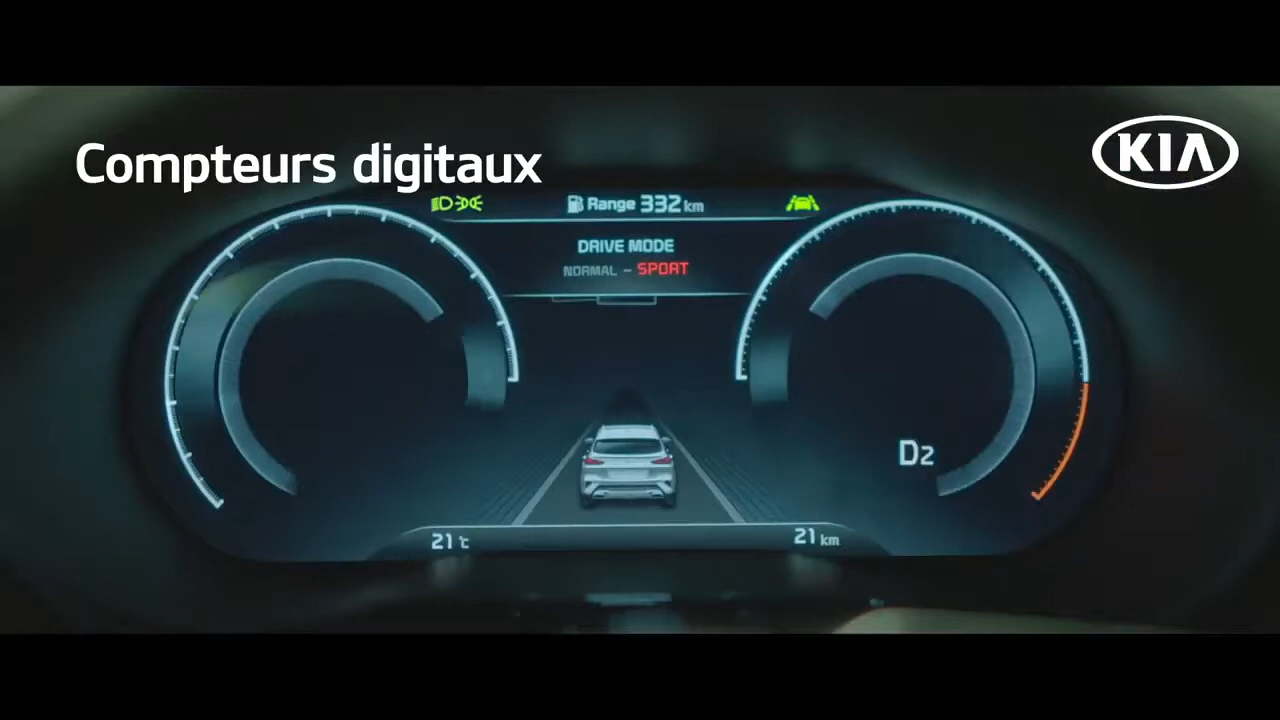 Compteurs digitaux
KIA
Range 332 km
DRIVE MODE
NORMAL - SPORT
D2
21 °C
21 km